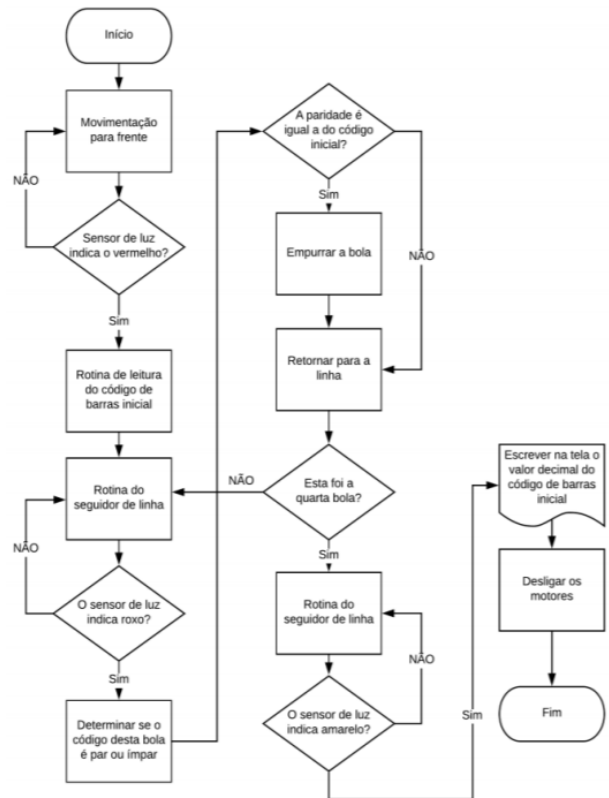 Início
Movimentação
para frente
NÃO
Sensor de luz
indica o vermelho?
Sim
Rotina de leitura
do código de
barras inicial
Rotina do
seguidor de linha
NÃO
O sensor de luz
indica roxo?
Sim
Determinar se o
código desta bola
é par ou ímpar
A paridade é
igual a do código
inicial?
Sim
NÃO
Empurrar a bola
Retornar para a
linha
Esta foi a
quarta bola?
NÃO
Sim
Rotina do
seguidor de linha
NÃO
O sensor de luz
indica amarelo?
Sim
Escrever na tela o
valor decimal do
código de barras
inicial
Desligar os
motores
Fim